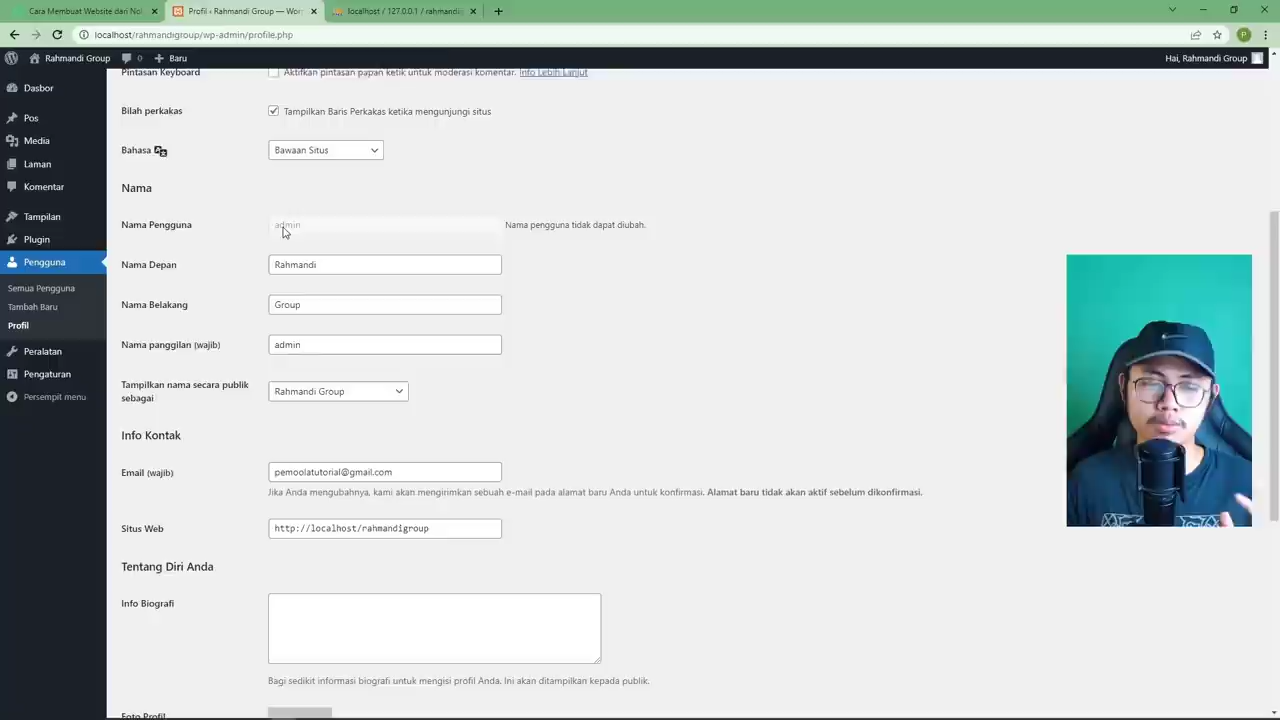 Cara Membuat Website dari Nol
Profil ‹ Rahmandi Group — Wor
localhost / 127.0.0.1 / rahmandig
localhost/rahmandigroup/wp-admin/profile.php
P
Rahmandi Group
0
Baru
Hai, Rahmandi Group
Dasbor
Pos
Media
Laman
Komentar
Tampilan
Plugin
Pengguna
Semua Pengguna
Tambah Baru
Profil
Peralatan
Pengaturan
Persempit menu
Pintasan Keyboard
Aktifkan pintasan papan ketik untuk moderasi komentar. Info Lebih Lanjut
Bilah perkakas
Tampilkan Baris Perkakas ketika mengunjungi situs
Bahasa
Bawaan Situs
Nama
Nama Pengguna
admin
Nama pengguna tidak dapat diubah.
Nama Depan
Rahmandi
Nama Belakang
Group
Nama panggilan (wajib)
admin
Tampilkan nama secara publik
sebagai
Rahmandi Group
Info Kontak
Email (wajib)
pemoolatutorial@gmail.com
Jika Anda mengubahnya, kami akan mengirimkan sebuah e-mail pada alamat baru Anda untuk konfirmasi. Alamat baru tidak akan aktif sebelum dikonfirmasi.
Situs Web
http://localhost/rahmandigroup
Tentang Diri Anda
Info Biografi
Bagi sedikit informasi biografi untuk mengisi profil Anda. Ini akan ditampilkan kepada publik.
Foto Profil